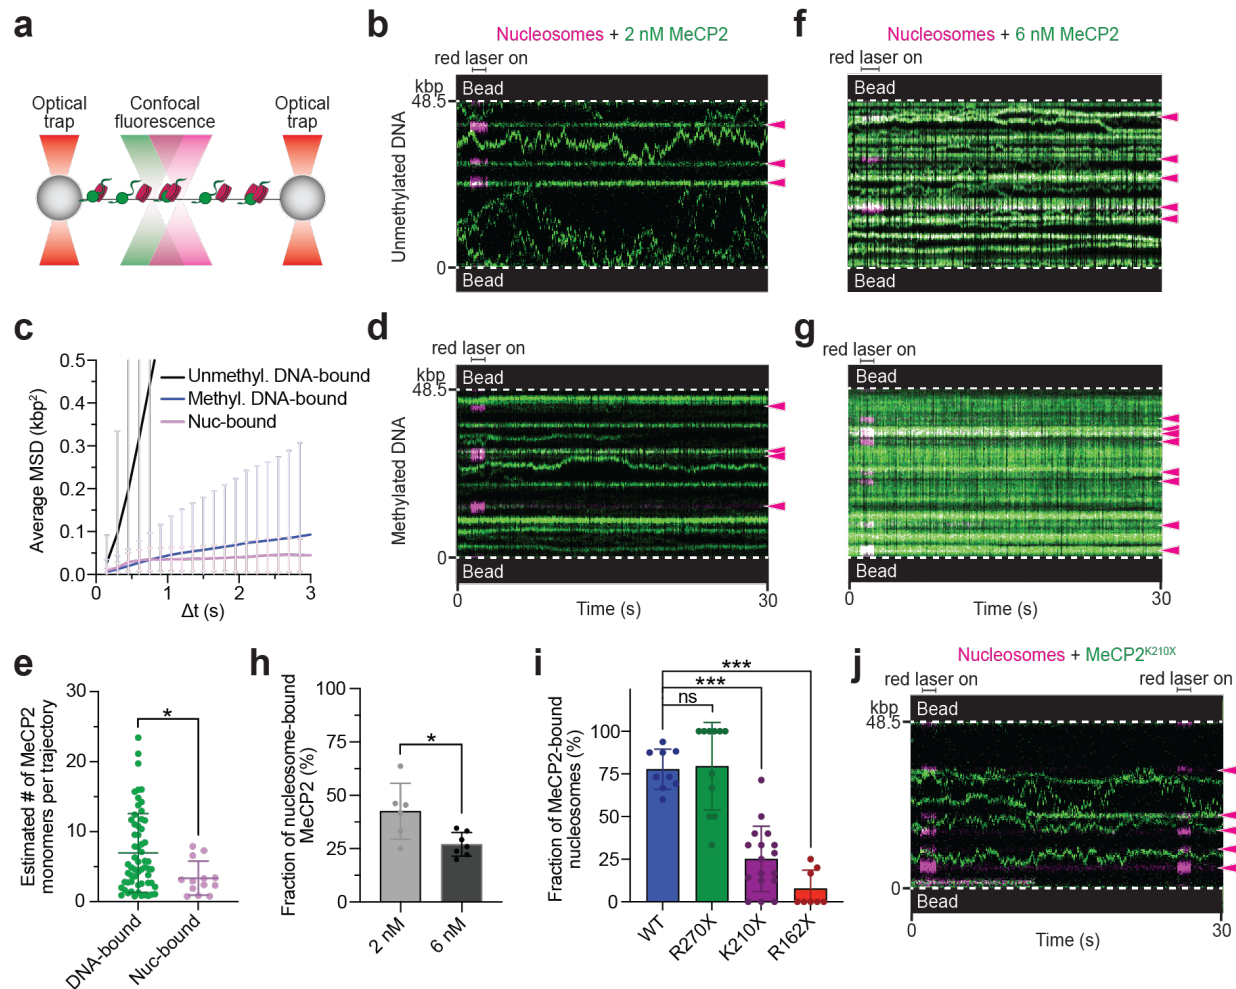 a
Optical
trap
Confocal
fluorescence
Optical
trap
b
Nucleosomes + 2 nM MeCP2
red laser on
kbp
48.5
Bead
Unmethylated DNA
0
Bead
f
Nucleosomes + 6 nM MeCP2
red laser on
Bead
Bead
c
Average MSD (kbp²)
0.5
0.4
0.3
0.2
0.1
0.0
Unmethyl. DNA-bound
Methyl. DNA-bound
Nuc-bound
0
1
2
3
Δt (s)
d
red laser on
kbp
48.5
Bead
Methylated DNA
0
Bead
0
30
Time (s)
g
red laser on
Bead
Bead
0
30
Time (s)
e
Estimated # of MeCP2
monomers per trajectory
30
20
10
0
*
DNA-bound
Nuc-bound
h
Fraction of nucleosome-bound
MeCP2 (%)
100
75
50
25
0
*
2 nM
6 nM
i
Fraction of MeCP2-bound
nucleosomes (%)
100
75
50
25
0
***
***
ns
WT
R270X
K210X
R162X
j
Nucleosomes + MeCP2ᴷ²¹⁰ˣ
red laser on
red laser on
kbp
48.5
Bead
0
Bead
0
30
Time (s)